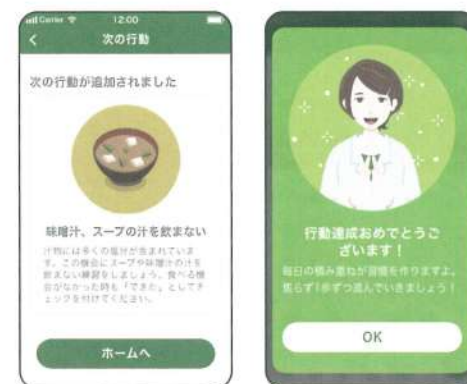 Carrier 12:00
次の行動
次の行動が追加されました
味噌汁、スープの汁を飲まない
汁物には多くの塩分が含まれていま
す。この機会にスープや味噌汁の汁を
飲まない練習をしましょう。食べる機
会がなかった時も「できた」としてチ
ェックを付けてください。
ホームへ
行動達成おめでとうご
ざいます！
毎日の積み重ねが習慣を作りますよ。
焦らず1歩ずつ進んでいきましょう！
OK